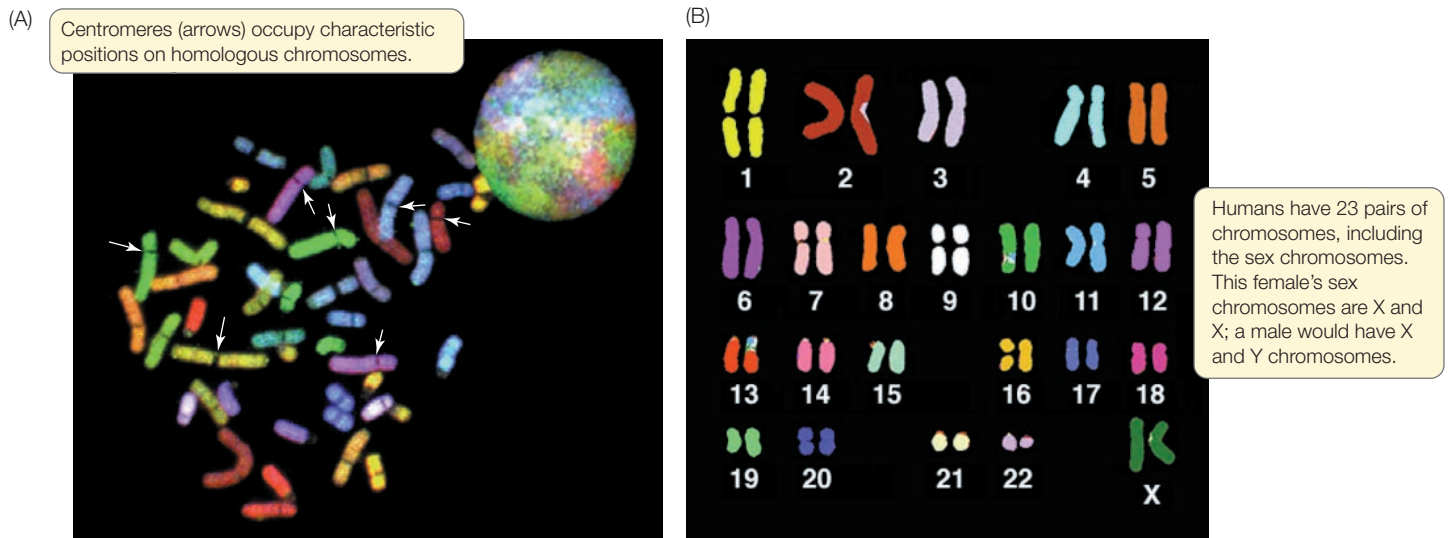 (A)
Centromeres (arrows) occupy characteristic
positions on homologous chromosomes.
(B)
1 2 3 4 5
6 7 8 9 10 11 12
13 14 15 16 17 18
19 20 21 22 X
Humans have 23 pairs of
chromosomes, including
the sex chromosomes.
This female's sex
chromosomes are X and
X; a male would have X
and Y chromosomes.